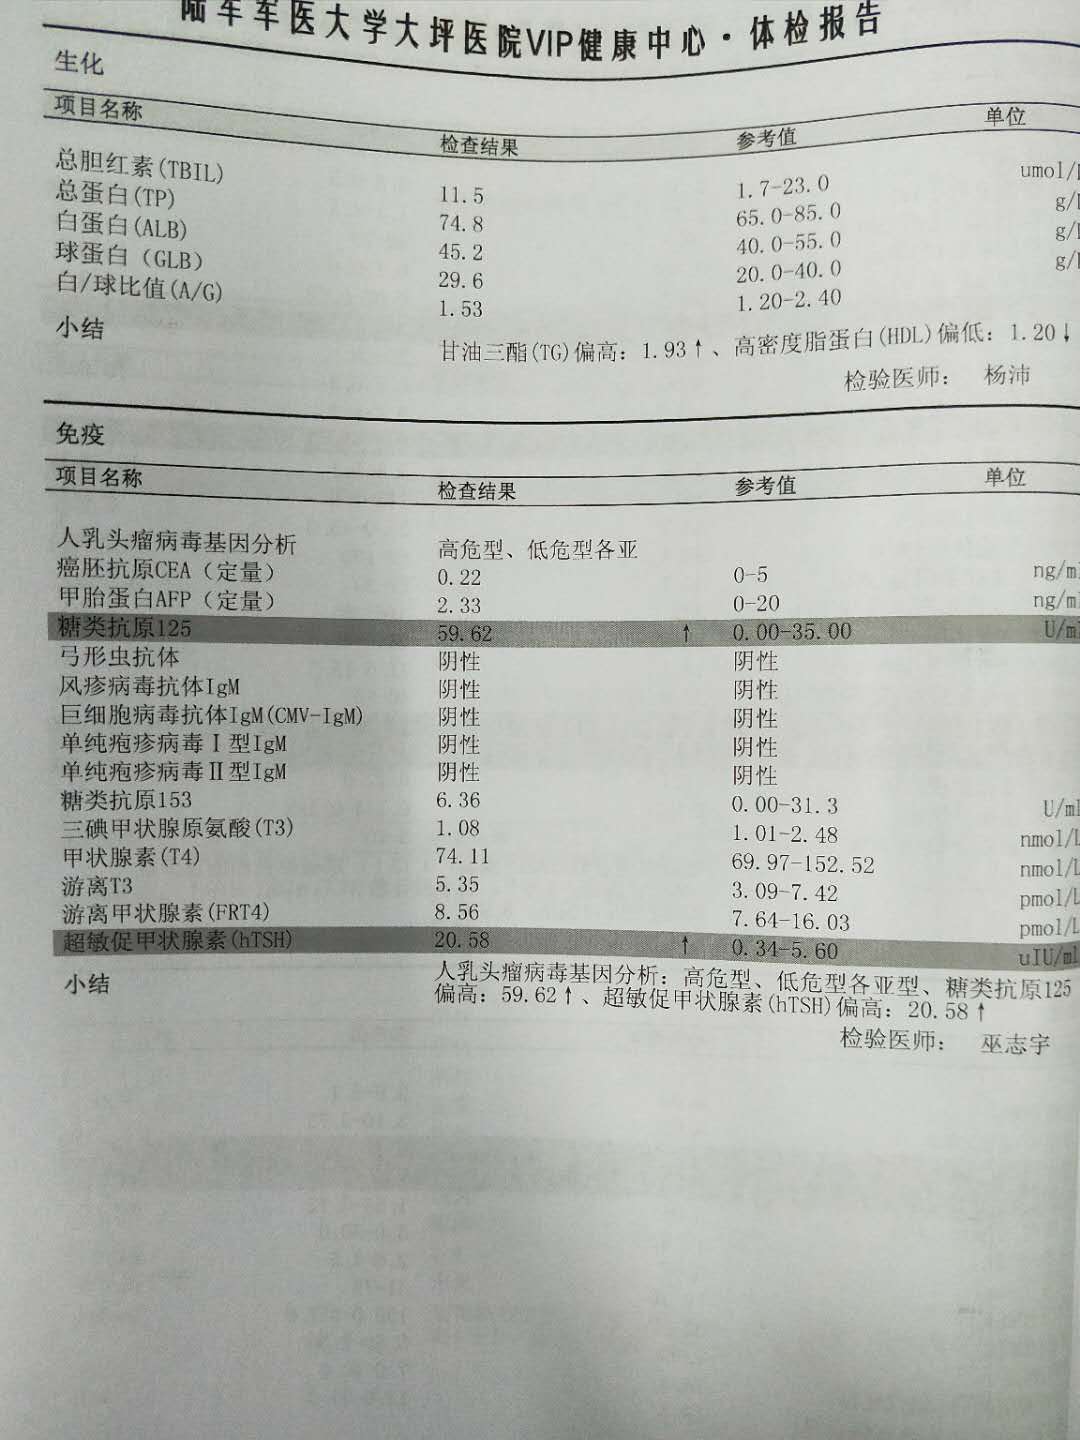 陆军军医大学大坪医院VIP健康中心·体检报告
生化
项目名称 检查结果 参考值 单位
总胆红素(TBIL) 11.5 1.7-23.0 umol/
总蛋白(TP) 74.8 65.0-85.0 g/
白蛋白(ALB) 45.2 40.0-55.0 g/
球蛋白（GLB） 29.6 20.0-40.0 g/
白/球比值(A/G) 1.53 1.20-2.40
小结 甘油三酯(TG)偏高：1.93↑、高密度脂蛋白(HDL)偏低：1.20↓
检验医师： 杨沛
免疫
项目名称 检查结果 参考值 单位
人乳头瘤病毒基因分析 高危型、低危型各亚
癌胚抗原CEA（定量） 0.22 0-5 ng/ml
甲胎蛋白AFP（定量） 2.33 0-20 ng/ml
糖类抗原125 59.62 ↑ 0.00-35.00 U/ml
弓形虫抗体 阴性 阴性
风疹病毒抗体IgM 阴性 阴性
巨细胞病毒抗体IgM(CMV-IgM) 阴性 阴性
单纯疱疹病毒Ⅰ型IgM 阴性 阴性
单纯疱疹病毒Ⅱ型IgM 阴性 阴性
糖类抗原153 6.36 0.00-31.3 U/ml
三碘甲状腺原氨酸(T3) 1.08 1.01-2.48 nmol/L
甲状腺素(T4) 74.11 69.97-152.52 nmol/L
游离T3 5.35 3.09-7.42 pmol/L
游离甲状腺素(FRT4) 8.56 7.64-16.03 pmol/L
超敏促甲状腺素(hTSH) 20.58 ↑ 0.34-5.60 uIU/ml
小结 人乳头瘤病毒基因分析：高危型、低危型各亚型、糖类抗原125
偏高：59.62↑、超敏促甲状腺素(hTSH)偏高：20.58↑
检验医师： 巫志宇